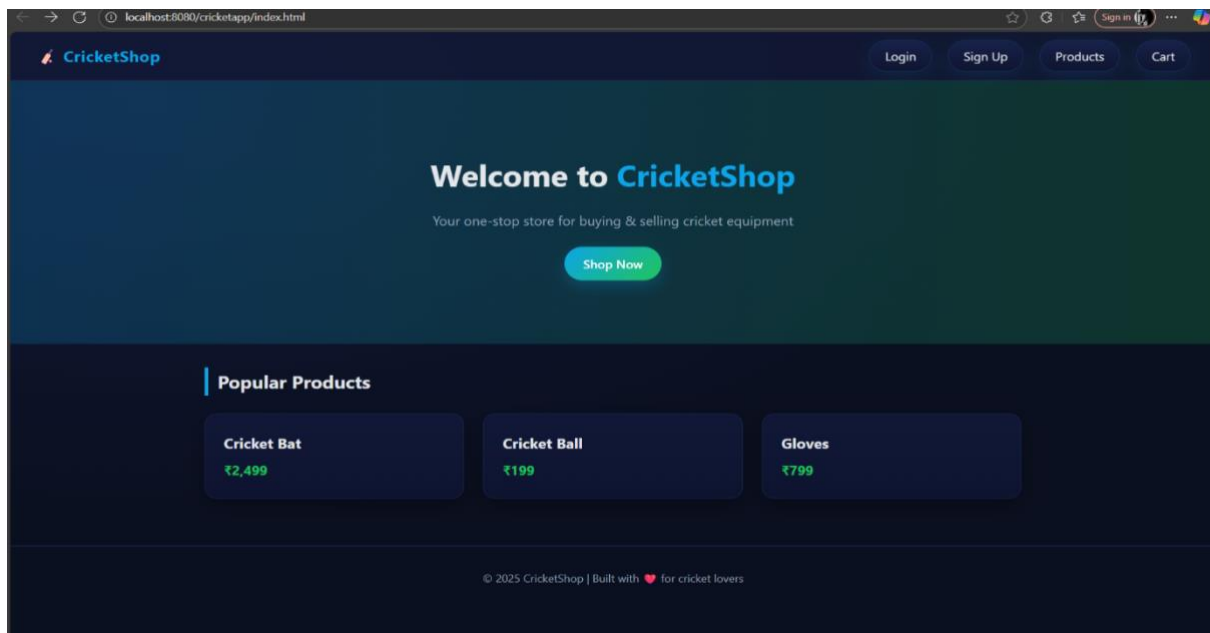 localhost:8080/cricketapp/index.html
Sign in
CricketShop
Login Sign Up Products Cart
Welcome to CricketShop
Your one-stop store for buying & selling cricket equipment
Shop Now
Popular Products
Cricket Bat Cricket Ball Gloves
₹2,499 ₹199 ₹799
© 2025 CricketShop | Built with ❤ for cricket lovers